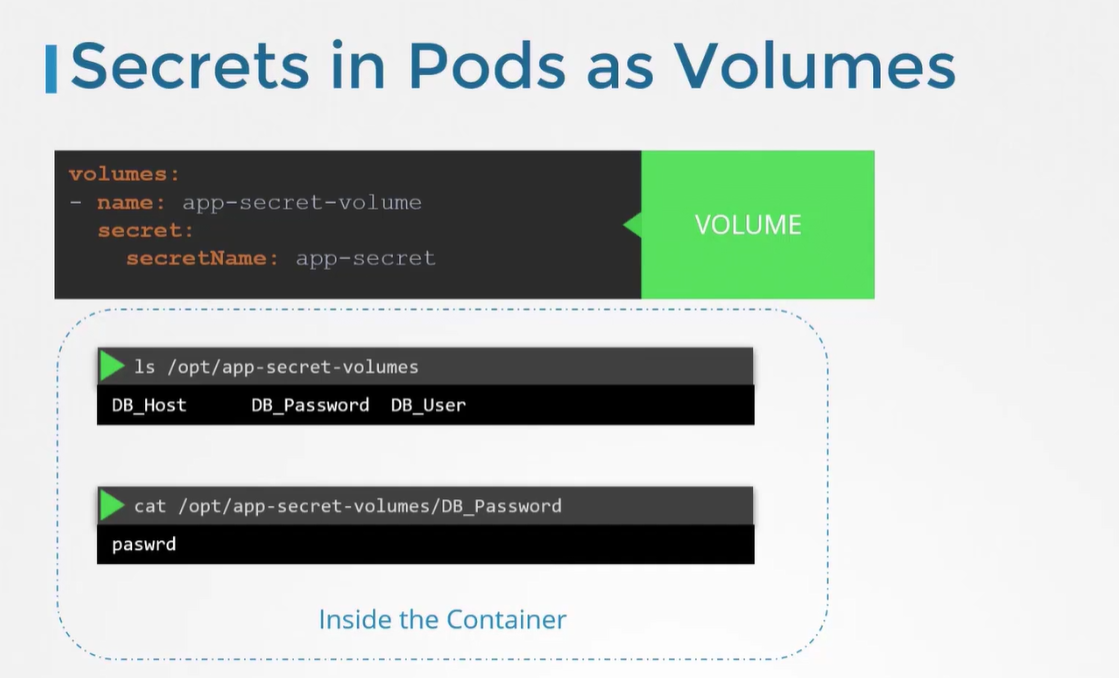 Secrets in Pods as Volumes
volumes:
- name: app-secret-volume
secret:
secretName: app-secret
VOLUME
ls /opt/app-secret-volumes
DB_Host DB_Password DB_User
cat /opt/app-secret-volumes/DB_Password
paswrd
Inside the Container